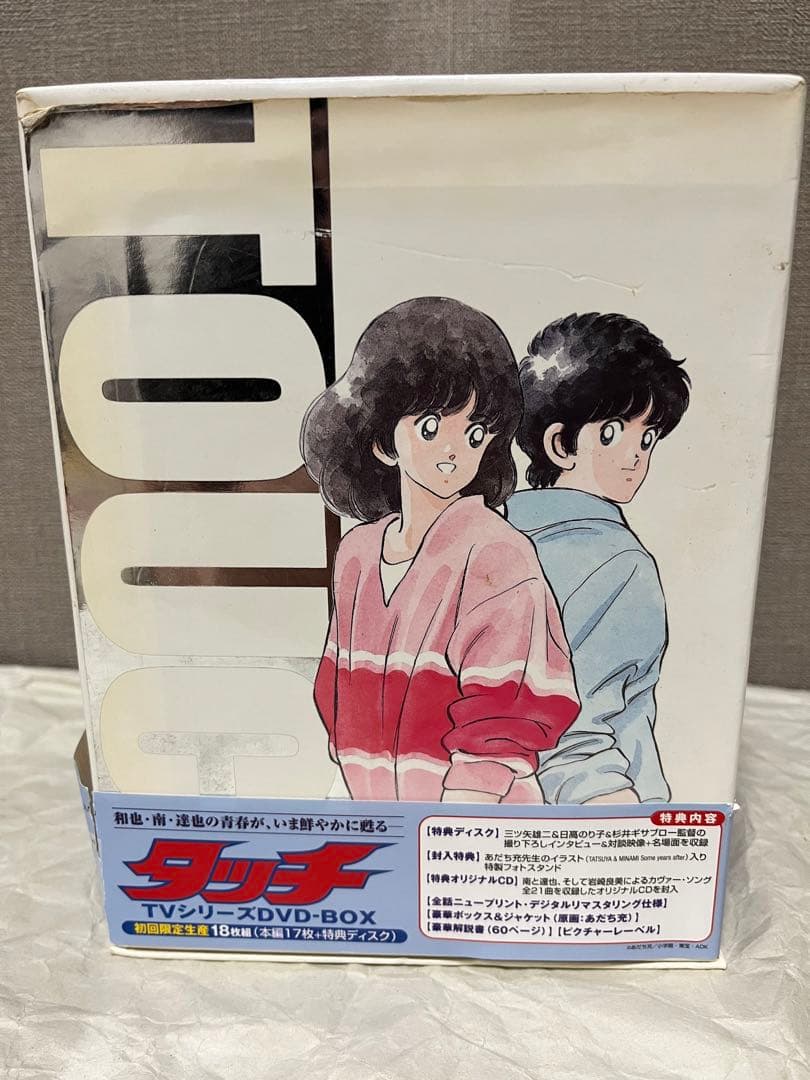 TOUC
和也・南・達也の青春が、いま鮮やかに甦る
タッチ
TVシリーズDVD-BOX
初回限定生産 18枚組(本編17枚+特典ディスク)
特典内容
【特典ディスク】三ツ矢雄二&日髙のり子&杉井ギサブロー監督の
撮り下ろしインタビュー&対談映像+名場面を収録
【封入特典】あだち充先生のイラスト(TATSUYA & MINAMI Some years after)入り
特製フォトスタンド
【特典オリジナルCD】南と達也、そして岩崎良美によるカヴァー・ソング
全21曲を収録したオリジナルCDを封入
【全話ニュープリント・デジタルリマスタリング仕様】
【豪華ボックス&ジャケット(原画:あだち充)】
【豪華解説書(60ページ)】【ピクチャーレーベル】
©あだち充/小学館・東宝・ADK